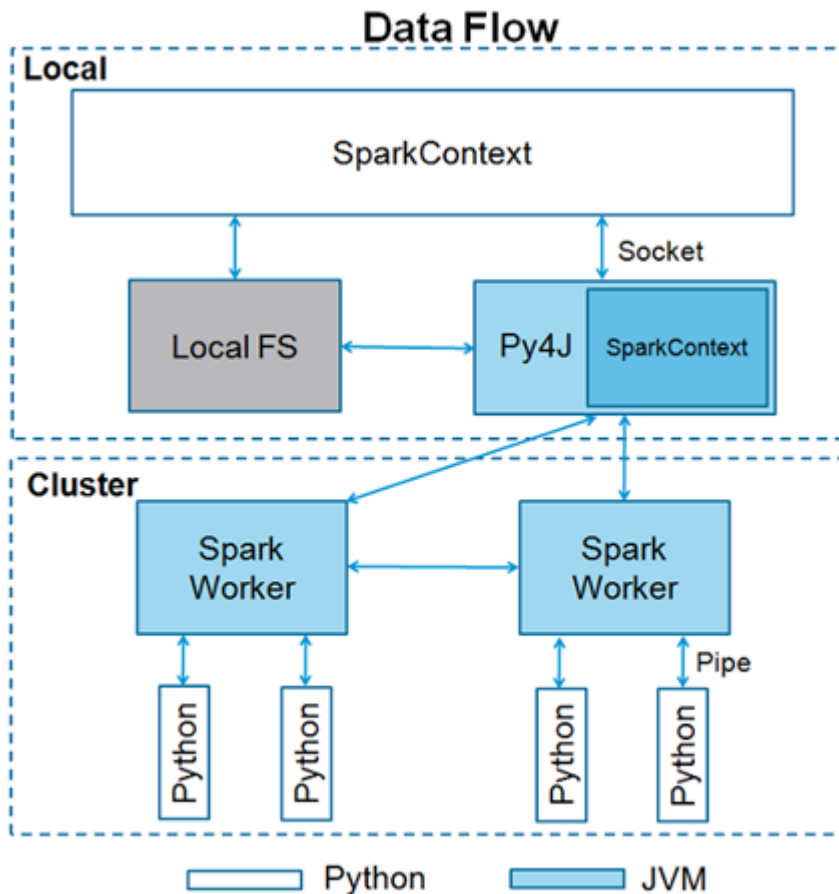 Data Flow
Local
SparkContext
Socket
Local FS
Py4J
SparkContext
Cluster
Spark
Worker
Spark
Worker
Pipe
Python
Python
Python
Python
Python
JVM